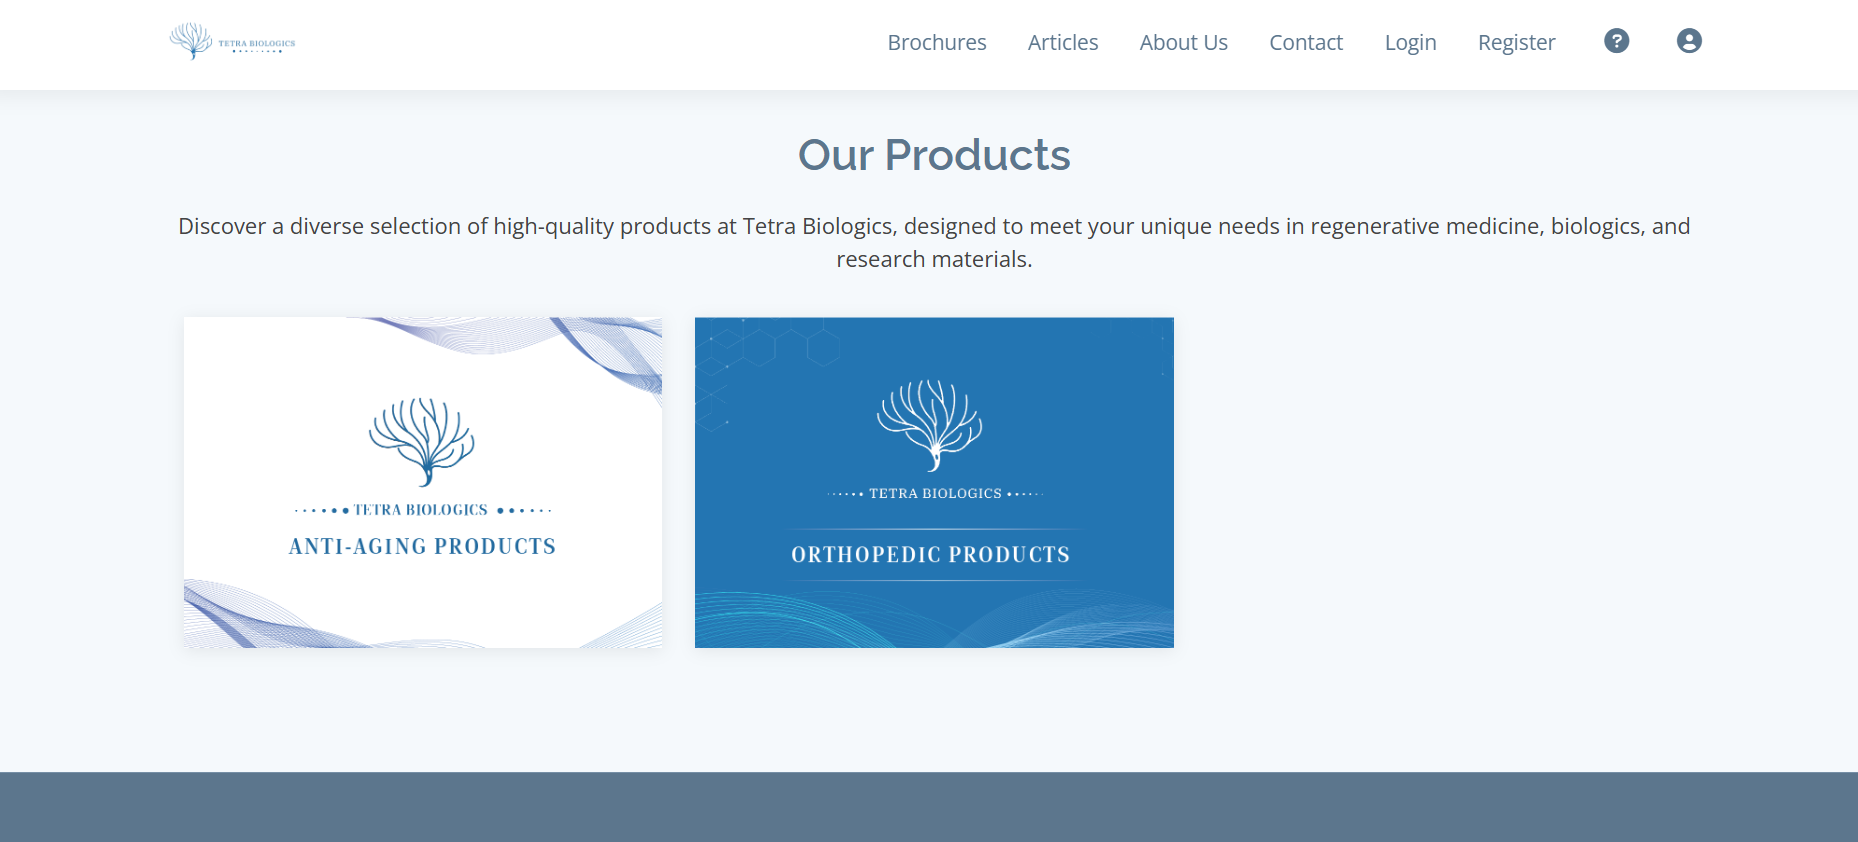 TETRA BIOLOGICS
Brochures
Articles
About Us
Contact
Login
Register
?
Our Products
Discover a diverse selection of high-quality products at Tetra Biologics, designed to meet your unique needs in regenerative medicine, biologics, and
research materials.
TETRA BIOLOGICS
ANTI-AGING PRODUCTS
TETRA BIOLOGICS
ORTHOPEDIC PRODUCTS